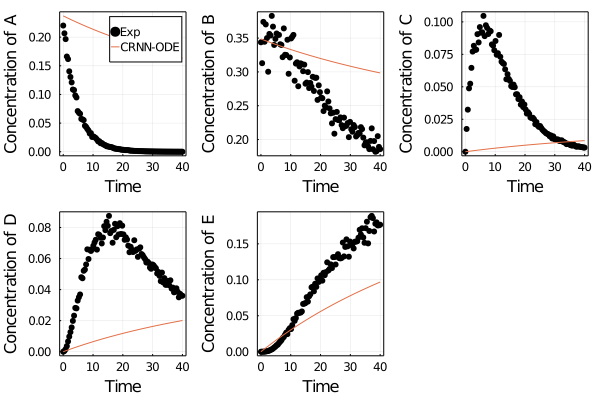 Concentration of A
0.20
0.15
0.10
0.05
0.00
0 10 20 30 40
Time
Exp
CRNN-ODE
Concentration of B
0.35
0.30
0.25
0.20
0 10 20 30 40
Time
Concentration of C
0.100
0.075
0.050
0.025
0.000
0 10 20 30 40
Time
Concentration of D
0.08
0.06
0.04
0.02
0.00
0 10 20 30 40
Time
Concentration of E
0.15
0.10
0.05
0.00
0 10 20 30 40
Time